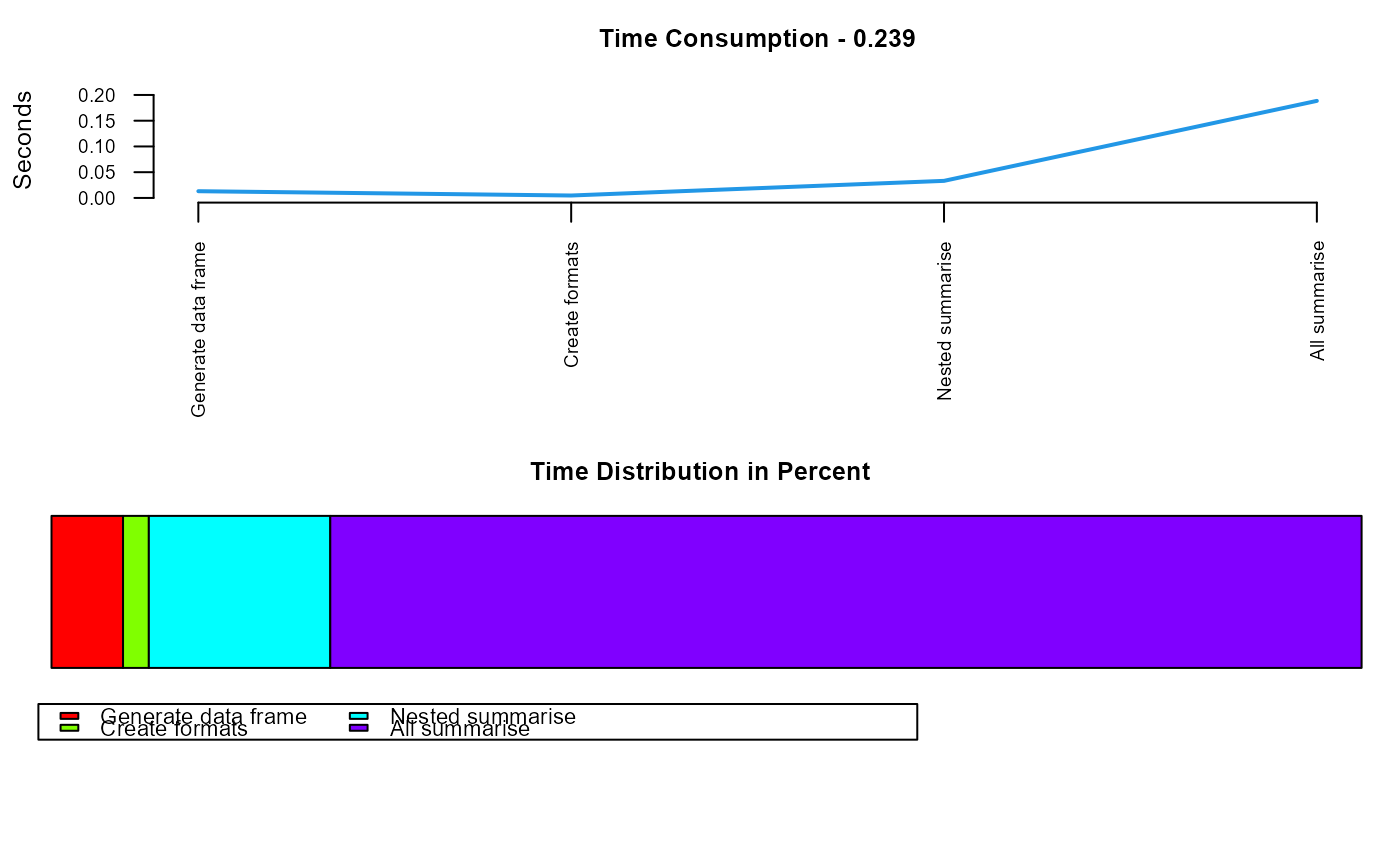 Time Consumption - 0.239
Seconds
0.20
0.15
0.10
0.05
0.00
Generate data frame
Create formats
Nested summarise
All summarise
Time Distribution in Percent
Generate data frame
Create formats
Nested summarise
All summarise